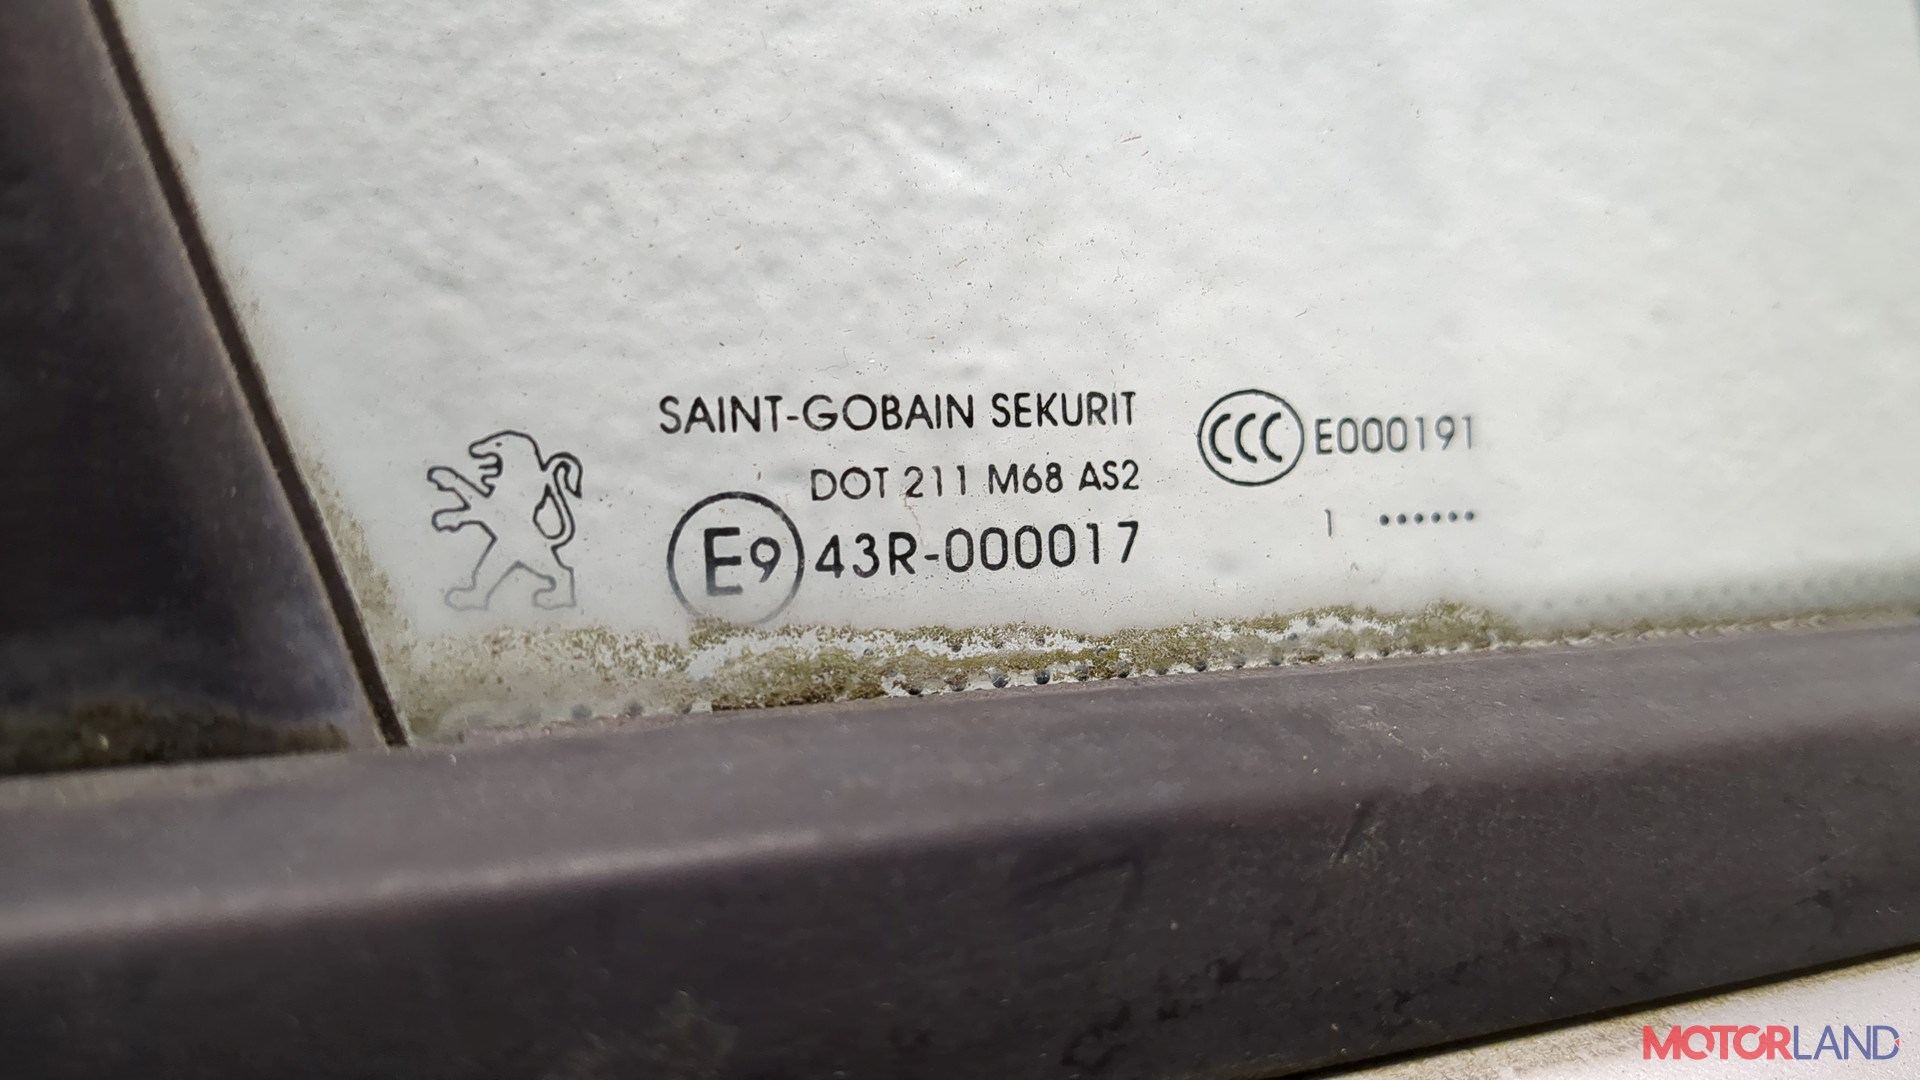 SAINT-GOBAIN SEKURIT
DOT 211 M68 AS2
E9 43R-000017
CCC E000191
1 ••••••
MOTORLAND